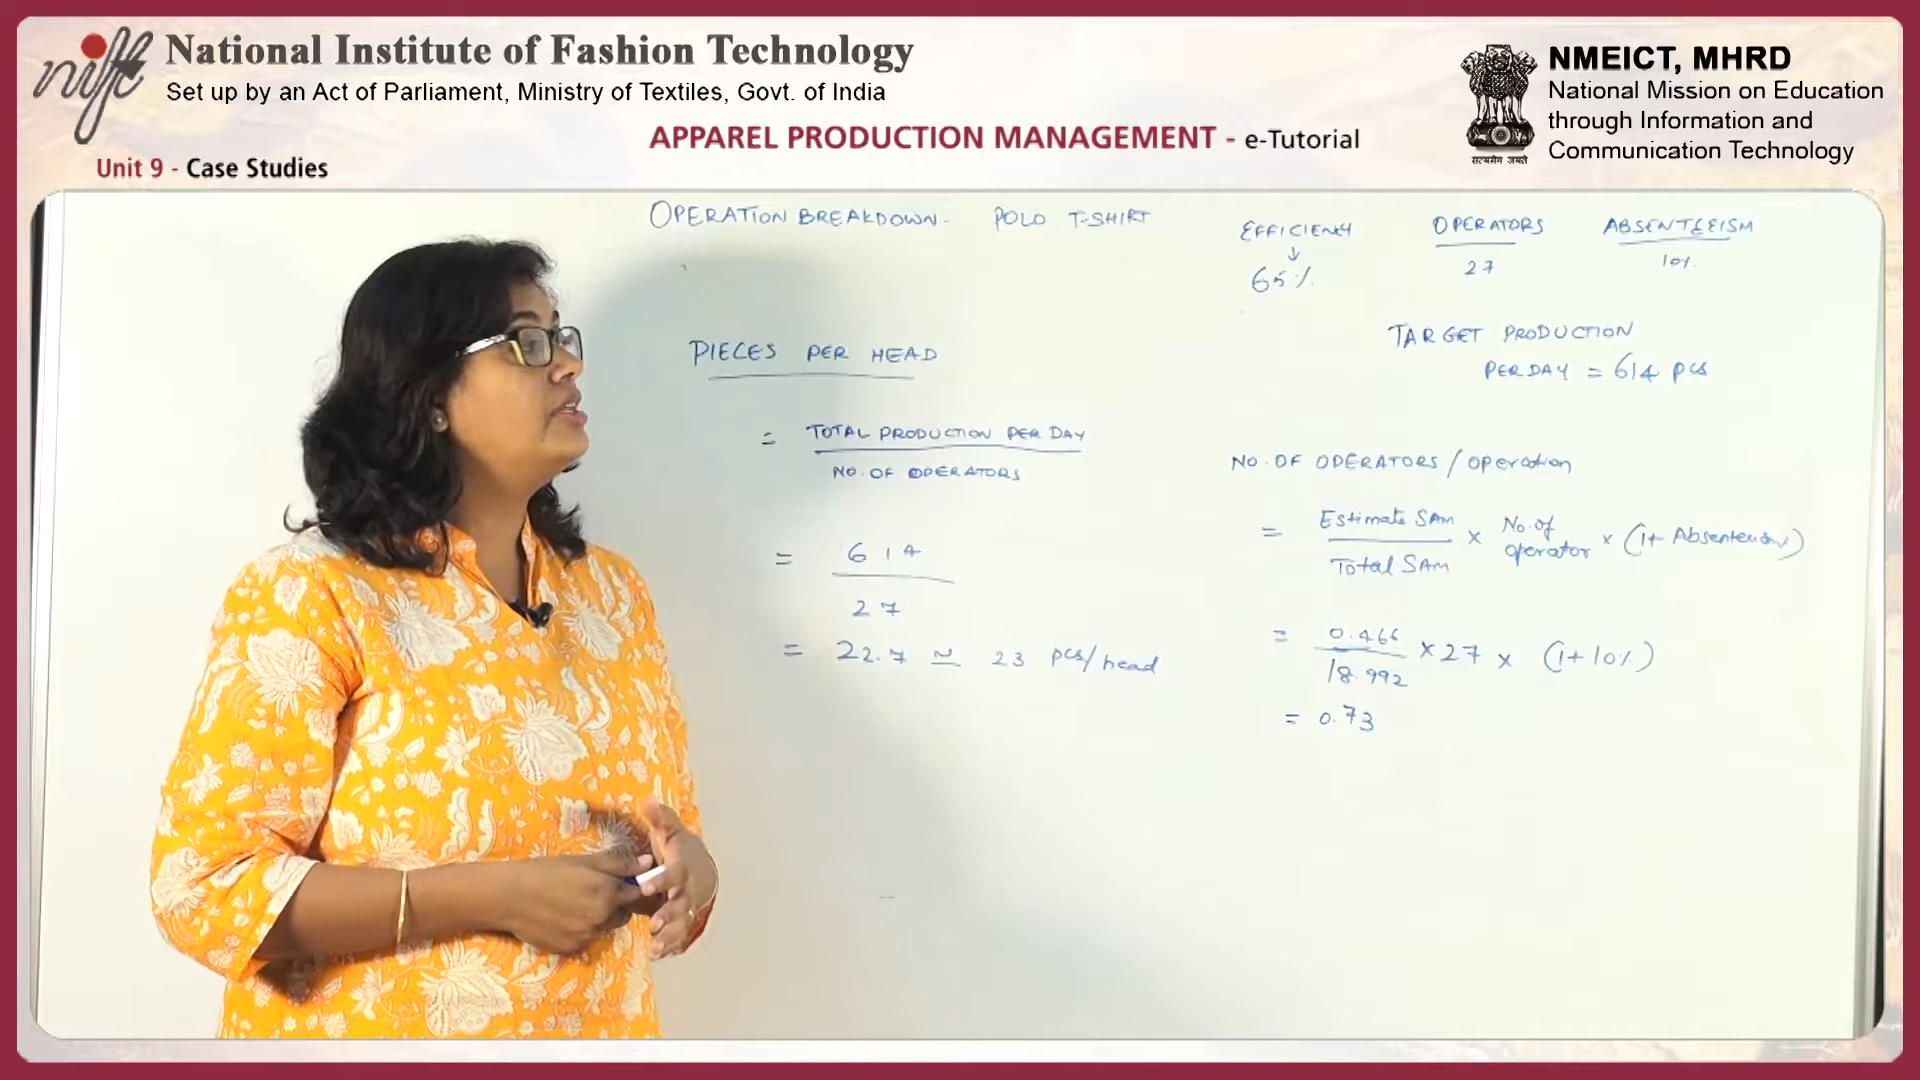 nift
National Institute of Fashion Technology
Set up by an Act of Parliament, Ministry of Textiles, Govt. of India
सत्यमेव जयते
NMEICT, MHRD
National Mission on Education
through Information and
Communication Technology
APPAREL PRODUCTION MANAGEMENT - e-Tutorial
Unit 9 - Case Studies
OPERATION BREAKDOWN - POLO T-SHIRT
EFFICIENCY
↓
65%
OPERATORS
27
ABSENTEEISM
10%
TARGET PRODUCTION
PER DAY = 614 PCS
PIECES PER HEAD
= TOTAL PRODUCTION PER DAY
NO. OF OPERATORS
= 614
27
= 22.7 ≃ 23 pcs/head
NO. OF OPERATORS / operation
= Estimate SAM × No. of operator × (1+ Absenteeism)
Total SAM
= 0.466 × 27 × (1+10%)
18.992
= 0.73